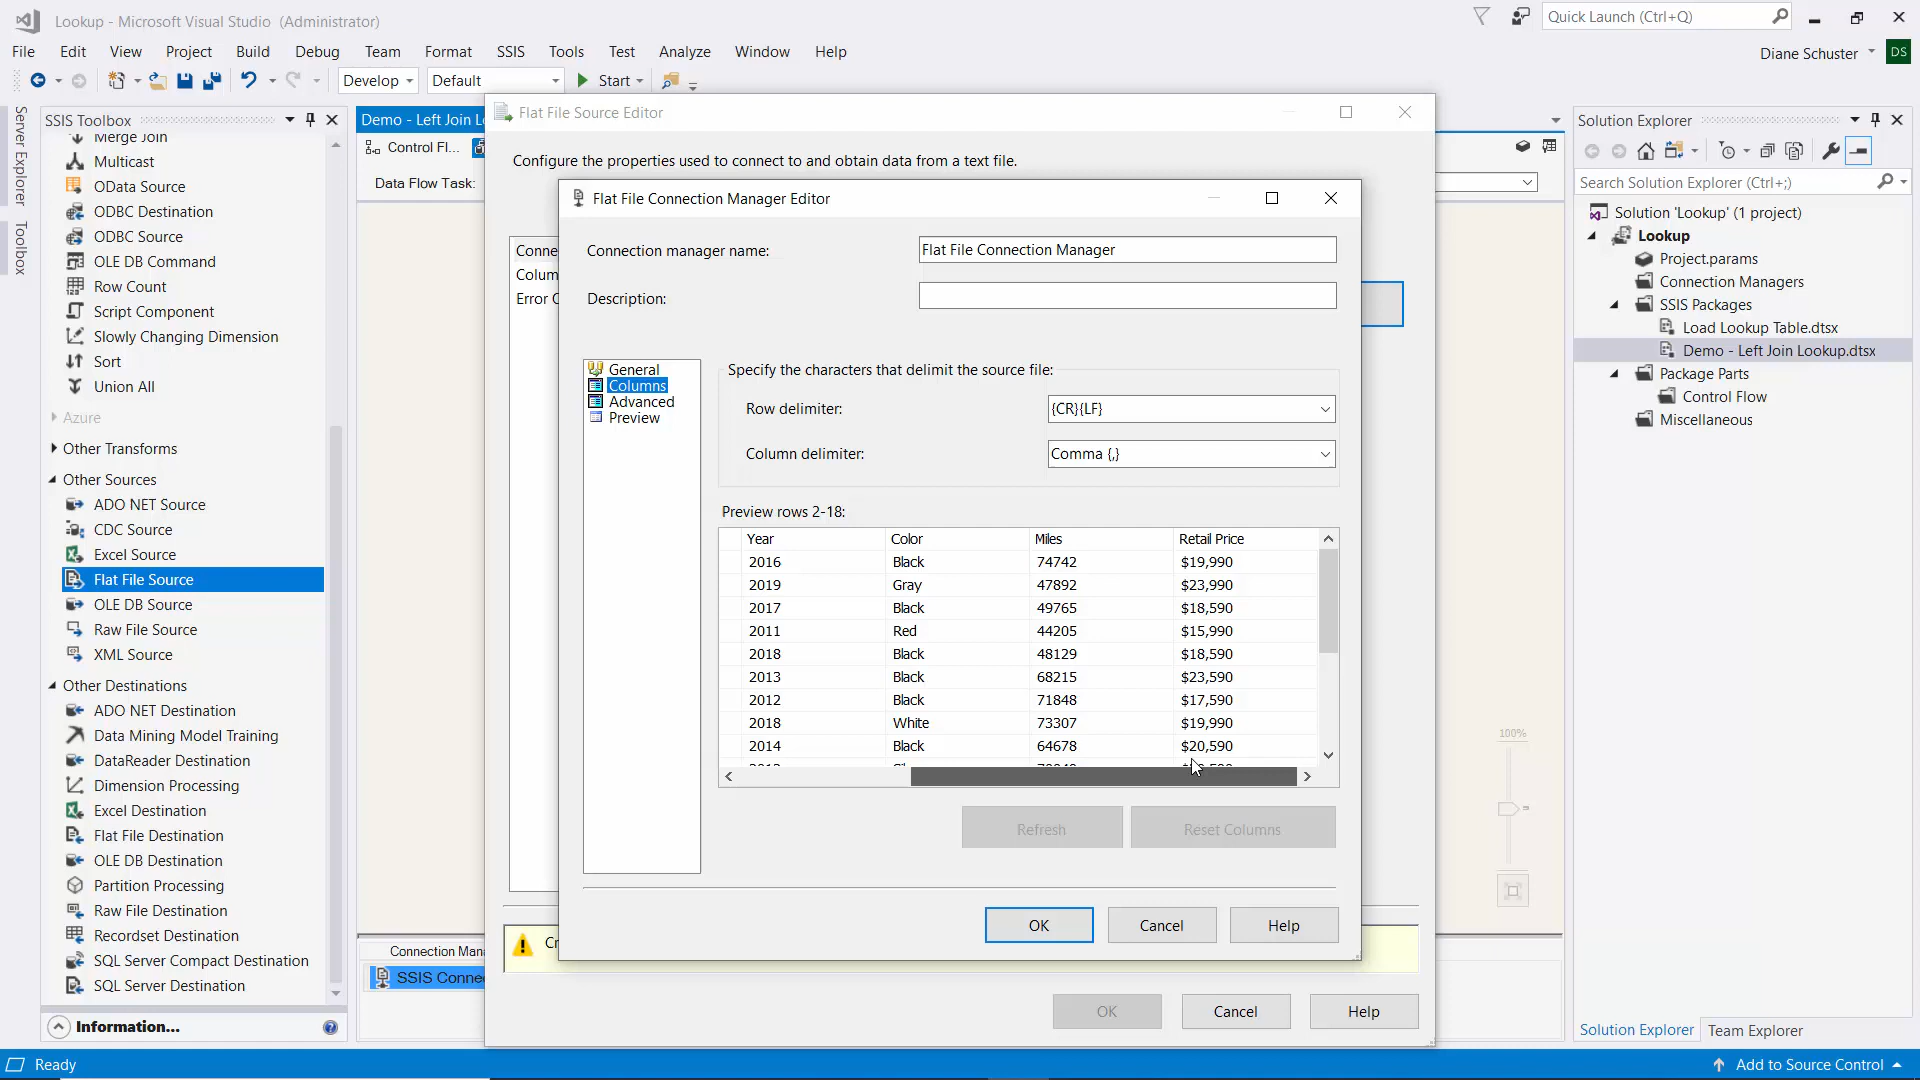 Lookup - Microsoft Visual Studio (Administrator)
Quick Launch (Ctrl+Q)
File Edit View Project Build Debug Team Format SSIS Tools Test Analyze Window Help
Diane Schuster DS
Develop Default Start
Server Explorer
Toolbox
SSIS Toolbox
Merge Join
Multicast
OData Source
ODBC Destination
ODBC Source
OLE DB Command
Row Count
Script Component
Slowly Changing Dimension
Sort
Union All
Azure
Other Transforms
Other Sources
ADO NET Source
CDC Source
Excel Source
Flat File Source
OLE DB Source
Raw File Source
XML Source
Other Destinations
ADO NET Destination
Data Mining Model Training
DataReader Destination
Dimension Processing
Excel Destination
Flat File Destination
OLE DB Destination
Partition Processing
Raw File Destination
Recordset Destination
SQL Server Compact Destination
SQL Server Destination
Information...
Demo - Left Join L
Control Fl...
Data Flow Task:
Connection Man
SSIS Conne
Flat File Source Editor
Configure the properties used to connect to and obtain data from a text file.
Conne
Colum
Error C
Flat File Connection Manager Editor
Connection manager name: Flat File Connection Manager
Description:
General
Columns
Advanced
Preview
Specify the characters that delimit the source file:
Row delimiter: {CR}{LF}
Column delimiter: Comma {,}
Preview rows 2-18:
Year Color Miles Retail Price
2016 Black 74742 $19,990
2019 Gray 47892 $23,990
2017 Black 49765 $18,590
2011 Red 44205 $15,990
2018 Black 48129 $18,590
2013 Black 68215 $23,590
2012 Black 71848 $17,590
2018 White 73307 $19,990
2014 Black 64678 $20,590
Refresh Reset Columns
OK Cancel Help
Cr
OK Cancel Help
100%
Solution Explorer
Search Solution Explorer (Ctrl+;)
Solution 'Lookup' (1 project)
Lookup
Project.params
Connection Managers
SSIS Packages
Load Lookup Table.dtsx
Demo - Left Join Lookup.dtsx
Package Parts
Control Flow
Miscellaneous
Solution Explorer Team Explorer
Ready
Add to Source Control